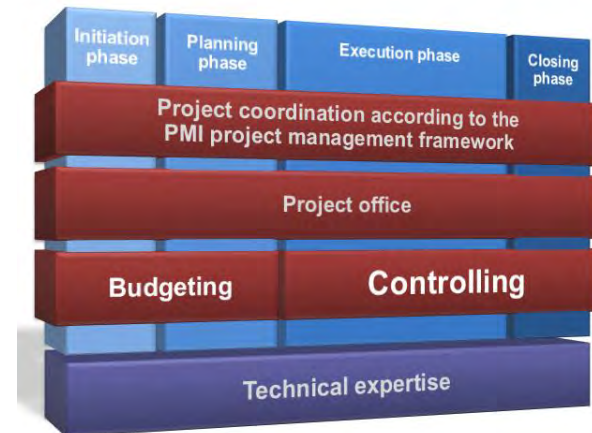 Initiation
phase
Planning
phase
Execution phase
Closing
phase
Project coordination according to the
PMI project management framework
Project office
Budgeting
Controlling
Technical expertise